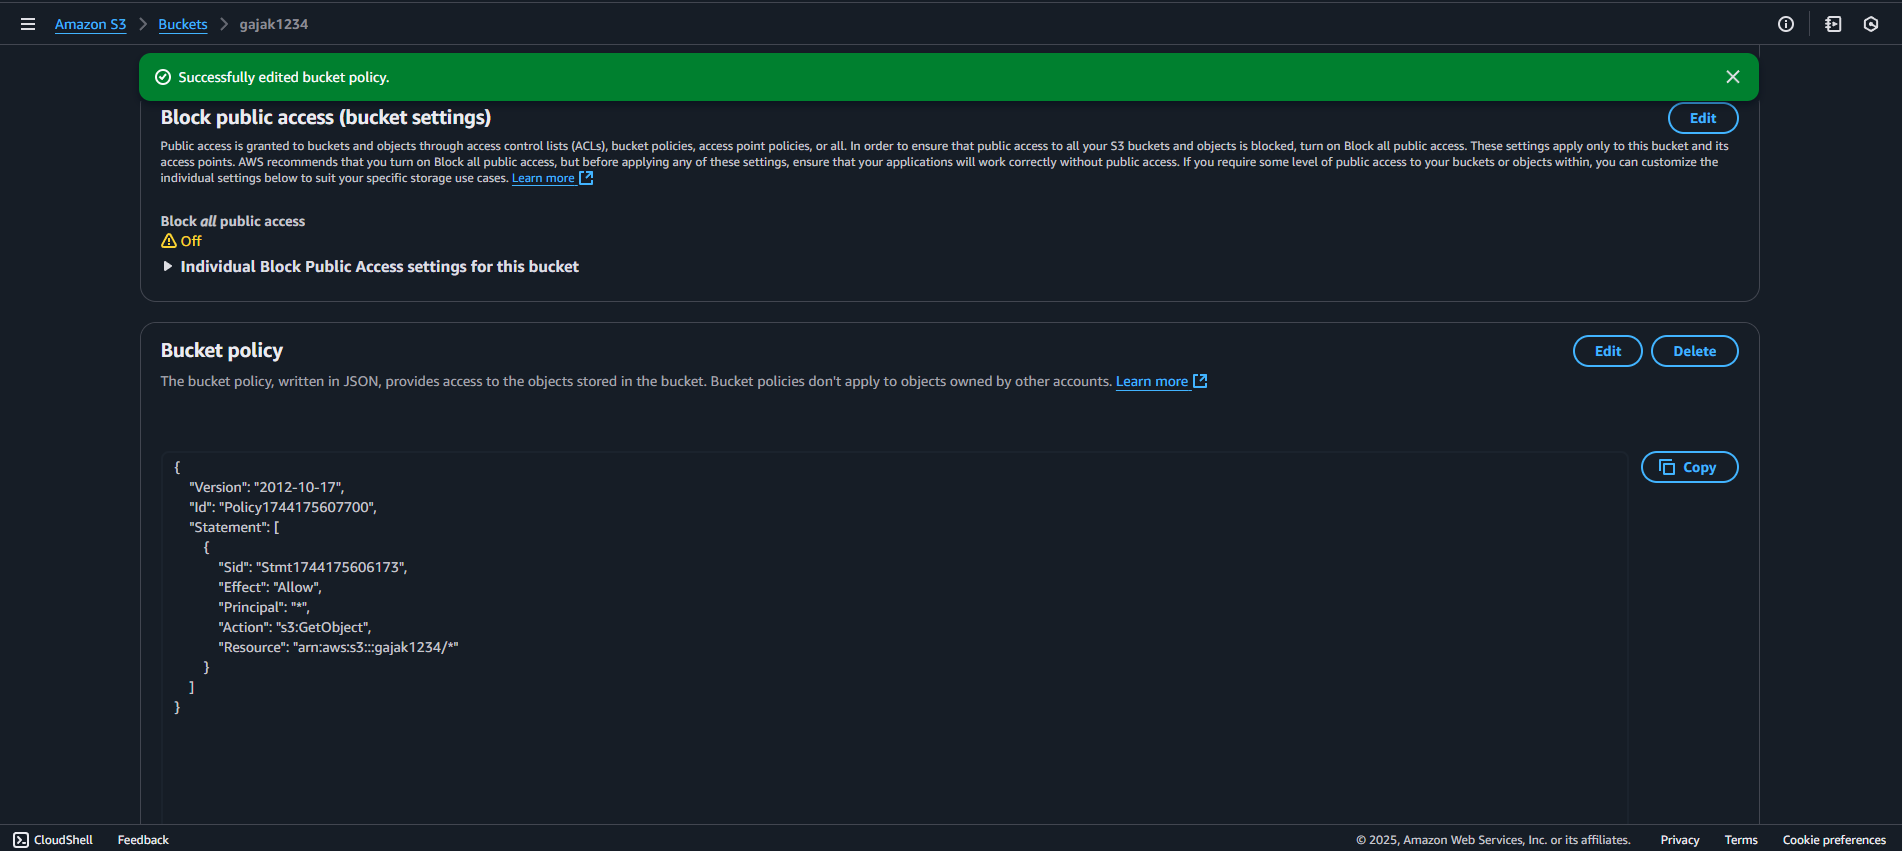 Amazon S3 > Buckets > gajak1234
Successfully edited bucket policy.
Block public access (bucket settings)
Edit
Public access is granted to buckets and objects through access control lists (ACLs), bucket policies, access point policies, or all. In order to ensure that public access to all your S3 buckets and objects is blocked, turn on Block all public access. These settings apply only to this bucket and its
access points. AWS recommends that you turn on Block all public access, but before applying any of these settings, ensure that your applications will work correctly without public access. If you require some level of public access to your buckets or objects within, you can customize the
individual settings below to suit your specific storage use cases. Learn more
Block all public access
Off
Individual Block Public Access settings for this bucket
Bucket policy
Edit
Delete
The bucket policy, written in JSON, provides access to the objects stored in the bucket. Bucket policies don't apply to objects owned by other accounts. Learn more
Copy
{
"Version": "2012-10-17",
"Id": "Policy1744175607700",
"Statement": [
{
"Sid": "Stmt1744175606173",
"Effect": "Allow",
"Principal": "*",
"Action": "s3:GetObject",
"Resource": "arn:aws:s3:::gajak1234/*"
}
]
}
CloudShell Feedback © 2025, Amazon Web Services, Inc. or its affiliates. Privacy Terms Cookie preferences